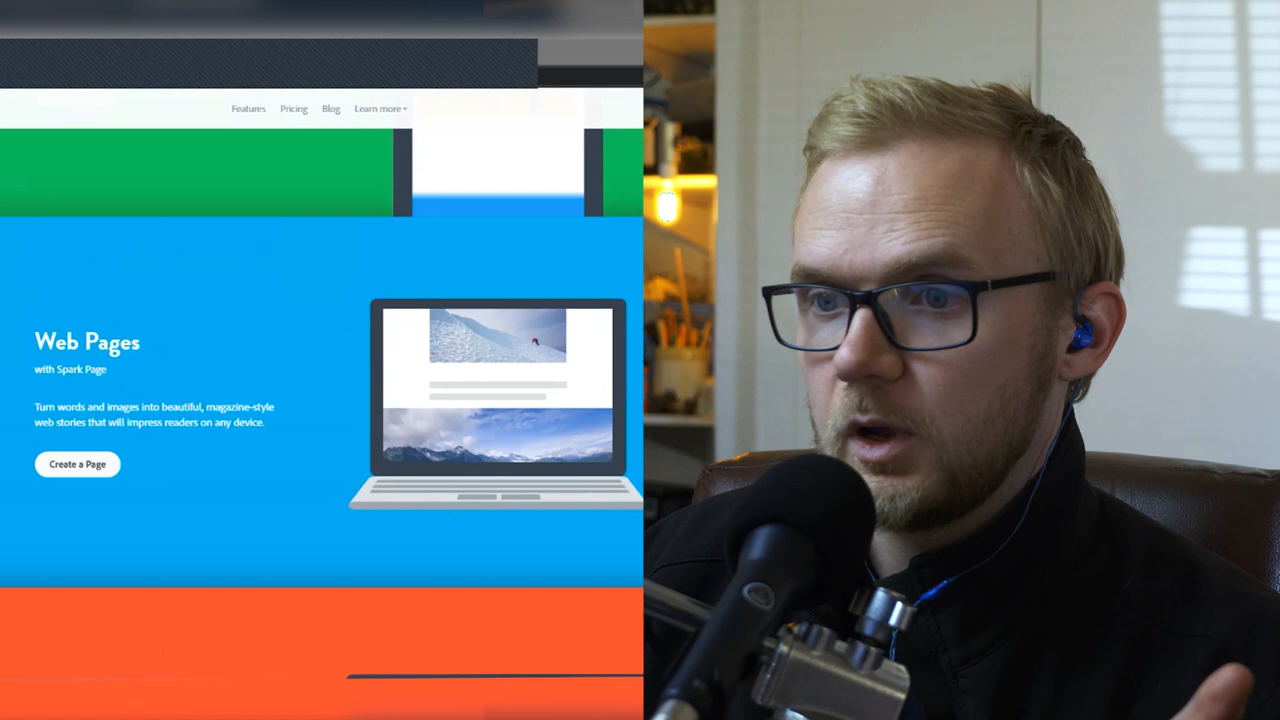 Features Pricing Blog Learn more
Web Pages
with Spark Page
Turn words and images into beautiful, magazine-style
web stories that will impress readers on any device.
Create a Page